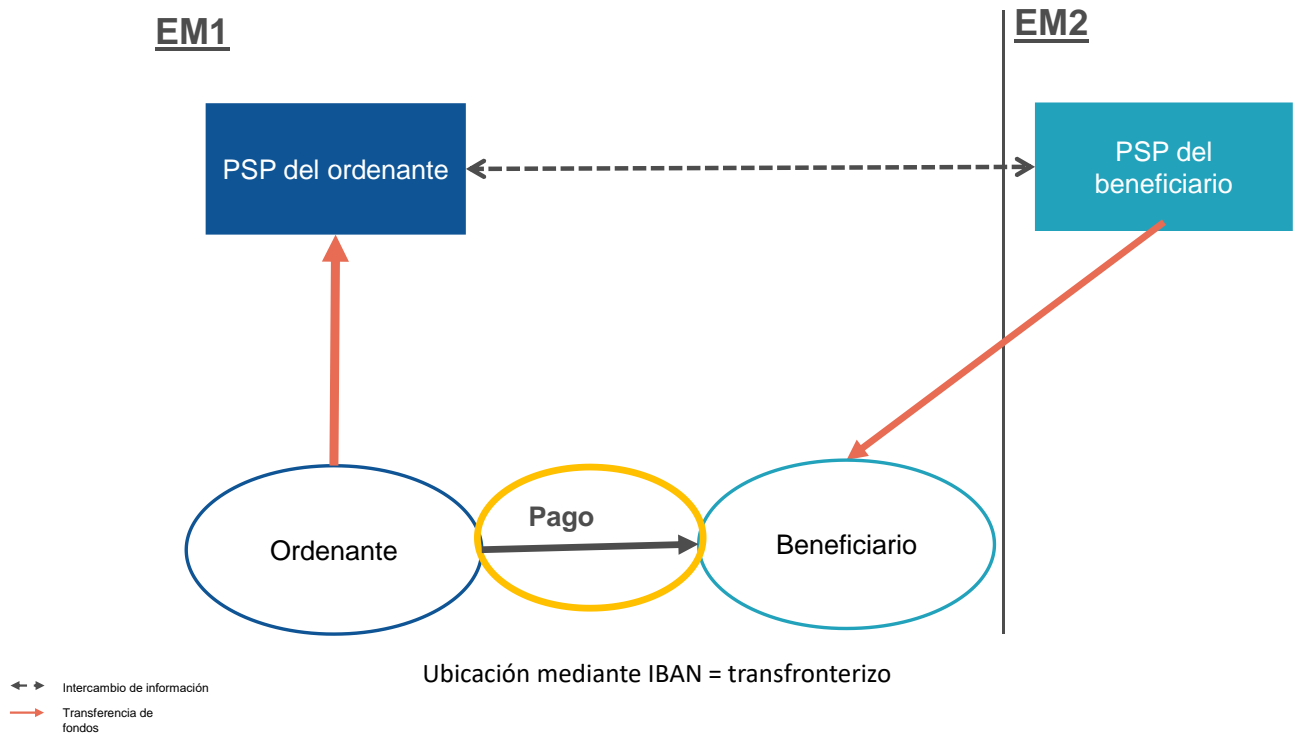 EM1
EM2
PSP del ordenante
PSP del
beneficiario
Pago
Ordenante
Beneficiario
Ubicación mediante IBAN = transfronterizo
Intercambio de información
Transferencia de
fondos